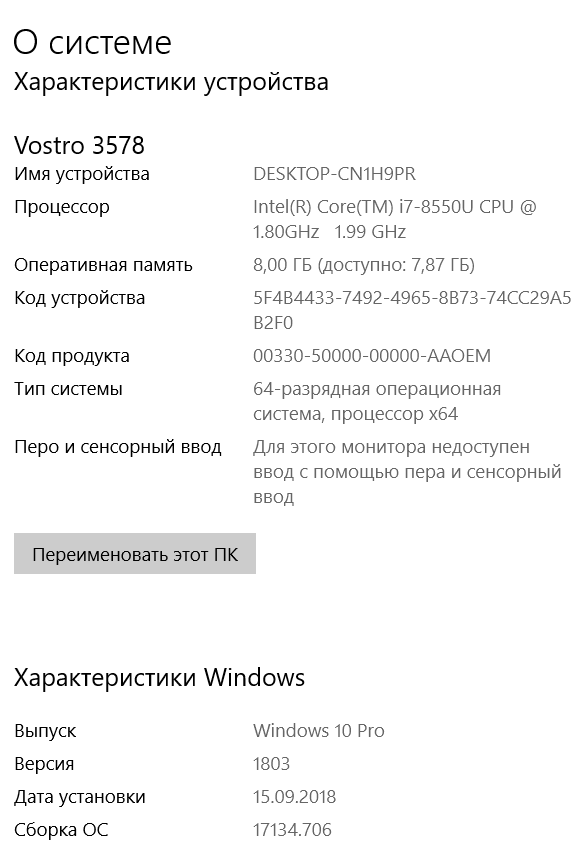 О системе
Характеристики устройства
Vostro 3578
Имя устройства DESKTOP-CN1H9PR
Процессор Intel(R) Core(TM) i7-8550U CPU @
1.80GHz 1.99 GHz
Оперативная память 8,00 ГБ (доступно: 7,87 ГБ)
Код устройства 5F4B4433-7492-4965-8B73-74CC29A5
B2F0
Код продукта 00330-50000-00000-AAOEM
Тип системы 64-разрядная операционная
система, процессор x64
Перо и сенсорный ввод Для этого монитора недоступен
ввод с помощью пера и сенсорный
ввод
Переименовать этот ПК
Характеристики Windows
Выпуск Windows 10 Pro
Версия 1803
Дата установки 15.09.2018
Сборка ОС 17134.706